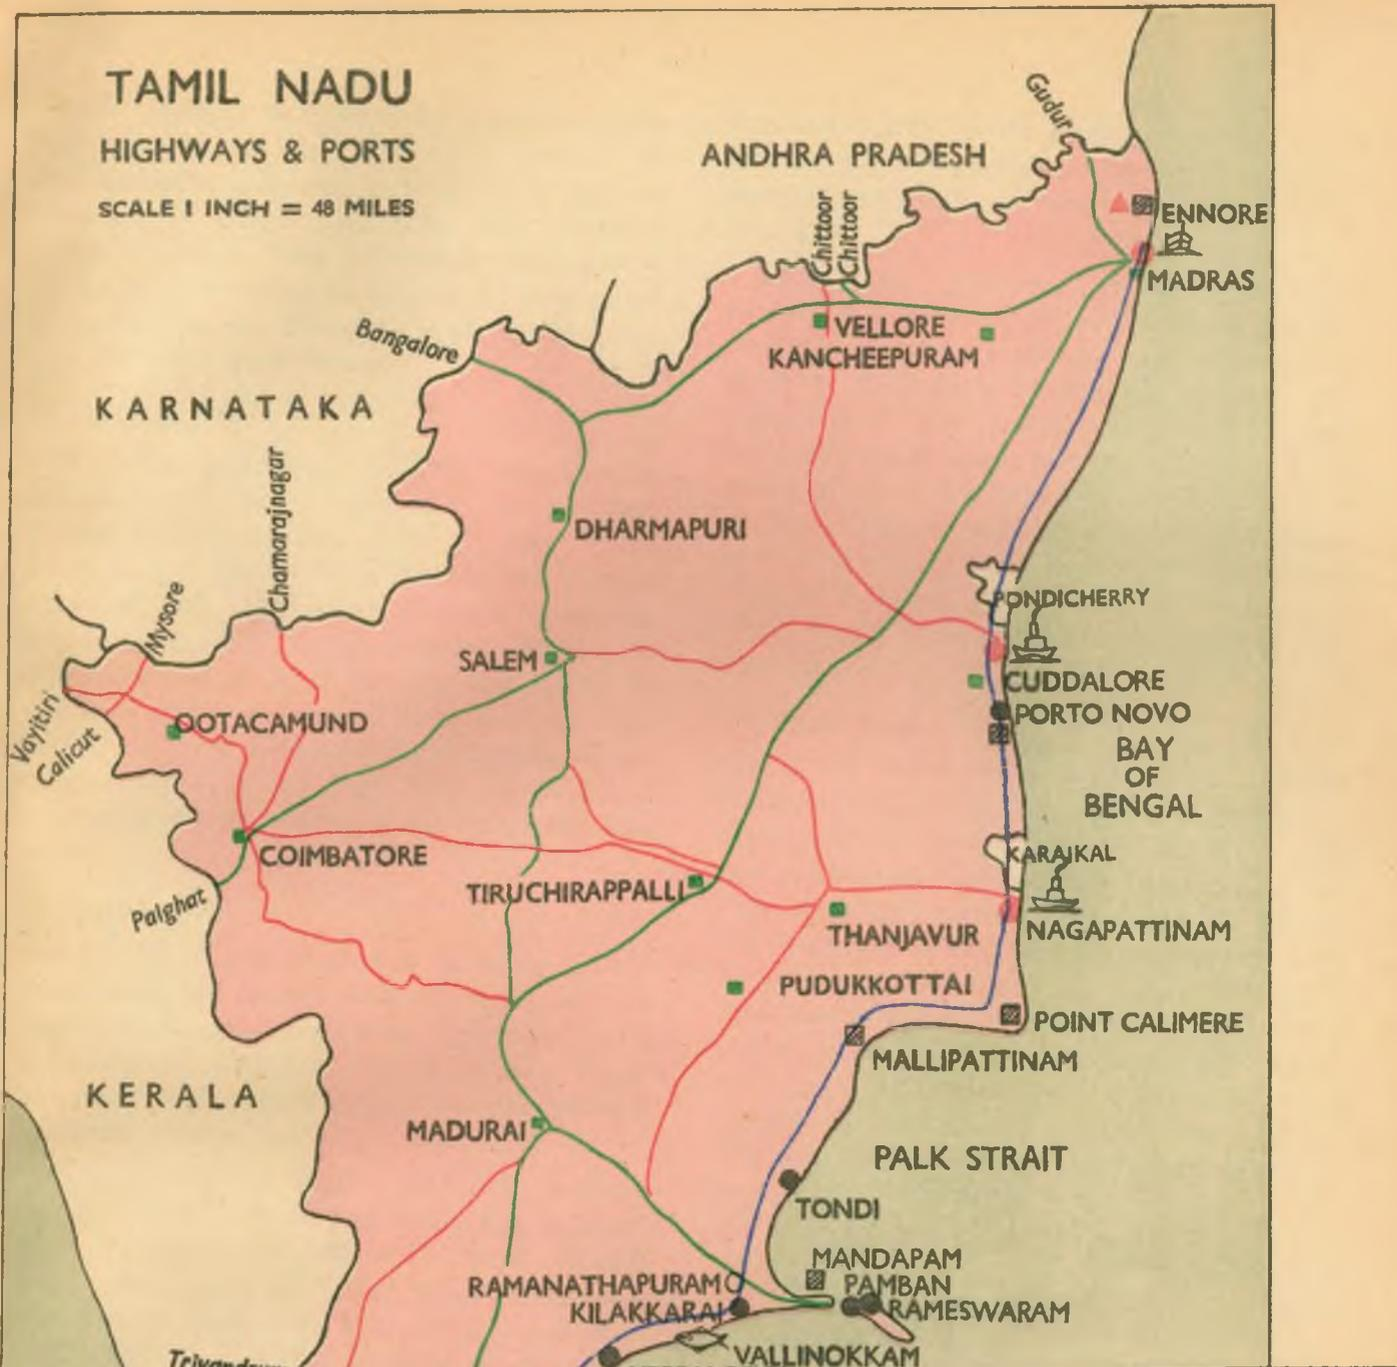 TAMIL NADU
HIGHWAYS & PORTS
SCALE 1 INCH = 48 MILES
Gudur
ANDHRA PRADESH
Chittoor
Chittoor
ENNORE
MADRAS
Bangalore
VELLORE
KANCHEEPURAM
KARNATAKA
Chamarajnagar
DHARMAPURI
Mysore
PONDICHERRY
SALEM
CUDDALORE
Vayitiri
OOTACAMUND
PORTO NOVO
Calicut
BAY
OF
BENGAL
COIMBATORE
KARAIKAL
TIRUCHIRAPPALLI
Palghat
THANJAVUR
NAGAPATTINAM
PUDUKKOTTAI
POINT CALIMERE
MALLIPATTINAM
KERALA
MADURAI
PALK STRAIT
TONDI
MANDAPAM
RAMANATHAPURAM
PAMBAN
KILAKKARAI
RAMESWARAM
VALLINOKKAM